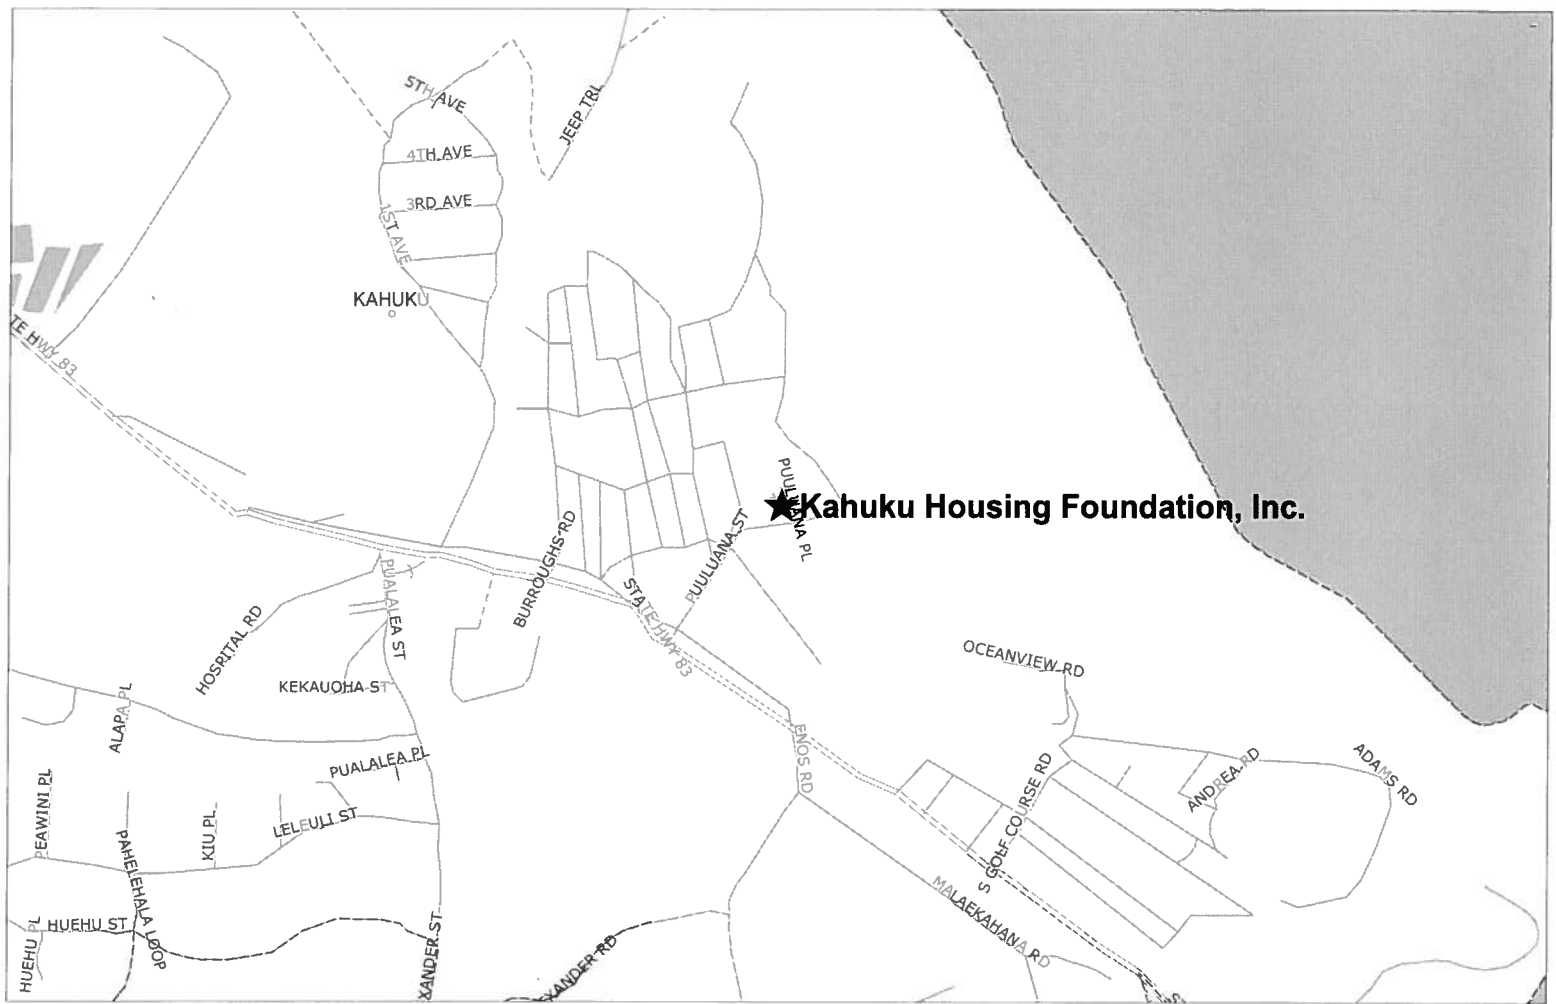 5TH AVE
JEEP TRL
4TH AVE
3RD AVE
1ST AVE
KAHUKU
TE HWY 83
PUULUANA PL
Kahuku Housing Foundation, Inc.
BURROUGHS RD
PUULUANA ST
STATE HWY 83
PUALALEA ST
HOSPITAL RD
KEKAUOHA ST
OCEANVIEW RD
ALAPA PL
PUALALEA PL
ENOS RD
S GOLF COURSE RD
ANDREA RD
ADAMS RD
PEAWINI PL
KIU PL
LELEULI ST
PAHELEHALA LOOP
MALAEKAHANA RD
HUEHU PL
HUEHU ST
XANDER ST
EXANDER RD